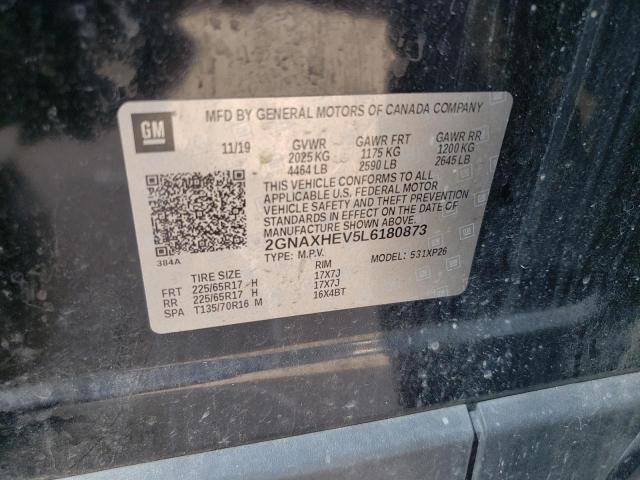 MFD BY GENERAL MOTORS OF CANADA COMPANY
GM
11/19 GVWR GAWR FRT GAWR RR
2025 KG 1175 KG 1200 KG
4464 LB 2590 LB 2645 LB
THIS VEHICLE CONFORMS TO ALL
APPLICABLE U.S. FEDERAL MOTOR
VEHICLE SAFETY AND THEFT PREVENTION
STANDARDS IN EFFECT ON THE DATE OF
MANUFACTURE SHOWN ABOVE.
2GNAXHEV5L6180873
384A
TYPE: M.P.V. MODEL: 531XP26
TIRE SIZE RIM
FRT 225/65R17 H 17X7J
RR 225/65R17 H 17X7J
SPA T135/70R16 M 16X4BT